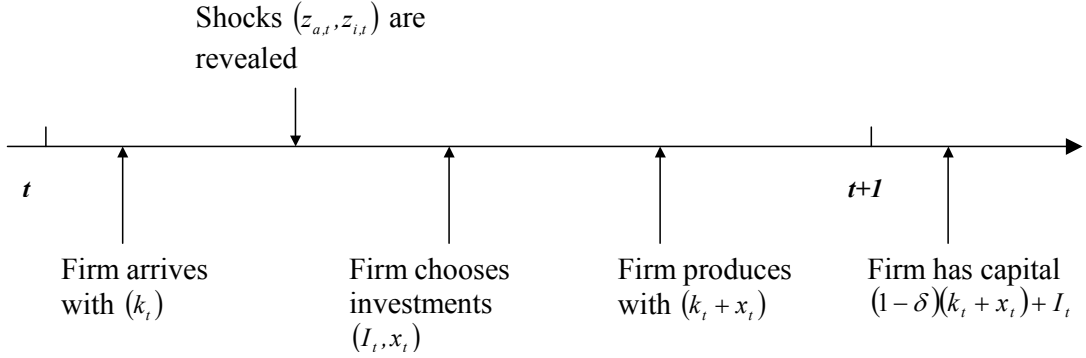 Shocks (z_{a,t}, z_{i,t}) are
revealed
t
t+1
Firm arrives
with (k_t)
Firm chooses
investments
(I_t, x_t)
Firm produces
with (k_t + x_t)
Firm has capital
(1−δ)(k_t + x_t) + I_t